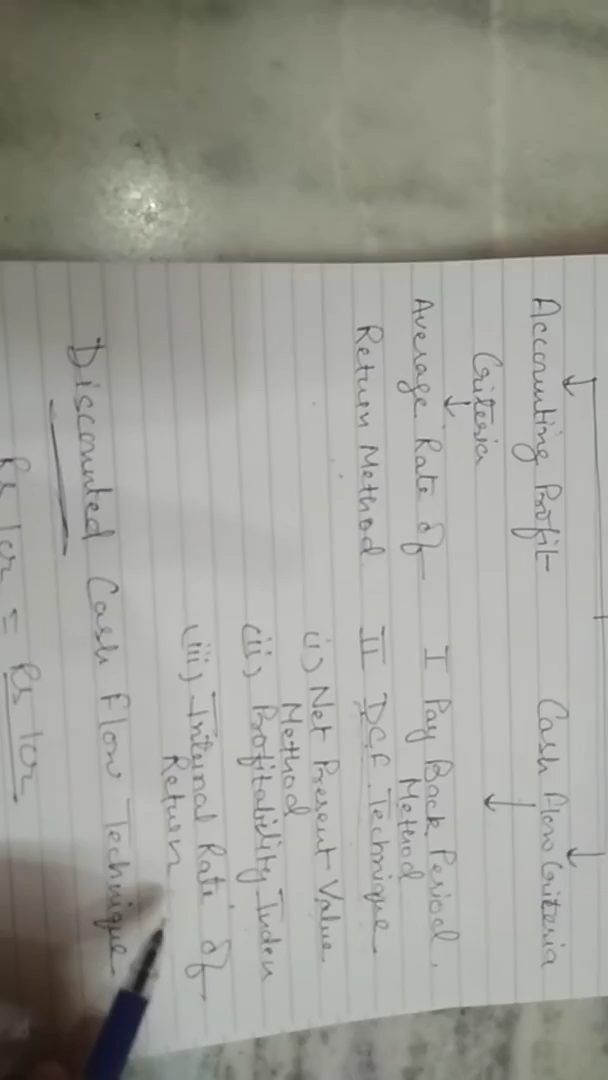 Accounting Profit Cash Flow Criteria
Criteria
Average Rate of I Pay Back Period
Return Method Method
II DCF Technique
(i) Net Present Value
Method
(ii) Profitability Index
(iii) Internal Rate of
Return
Discounted Cash Flow Technique